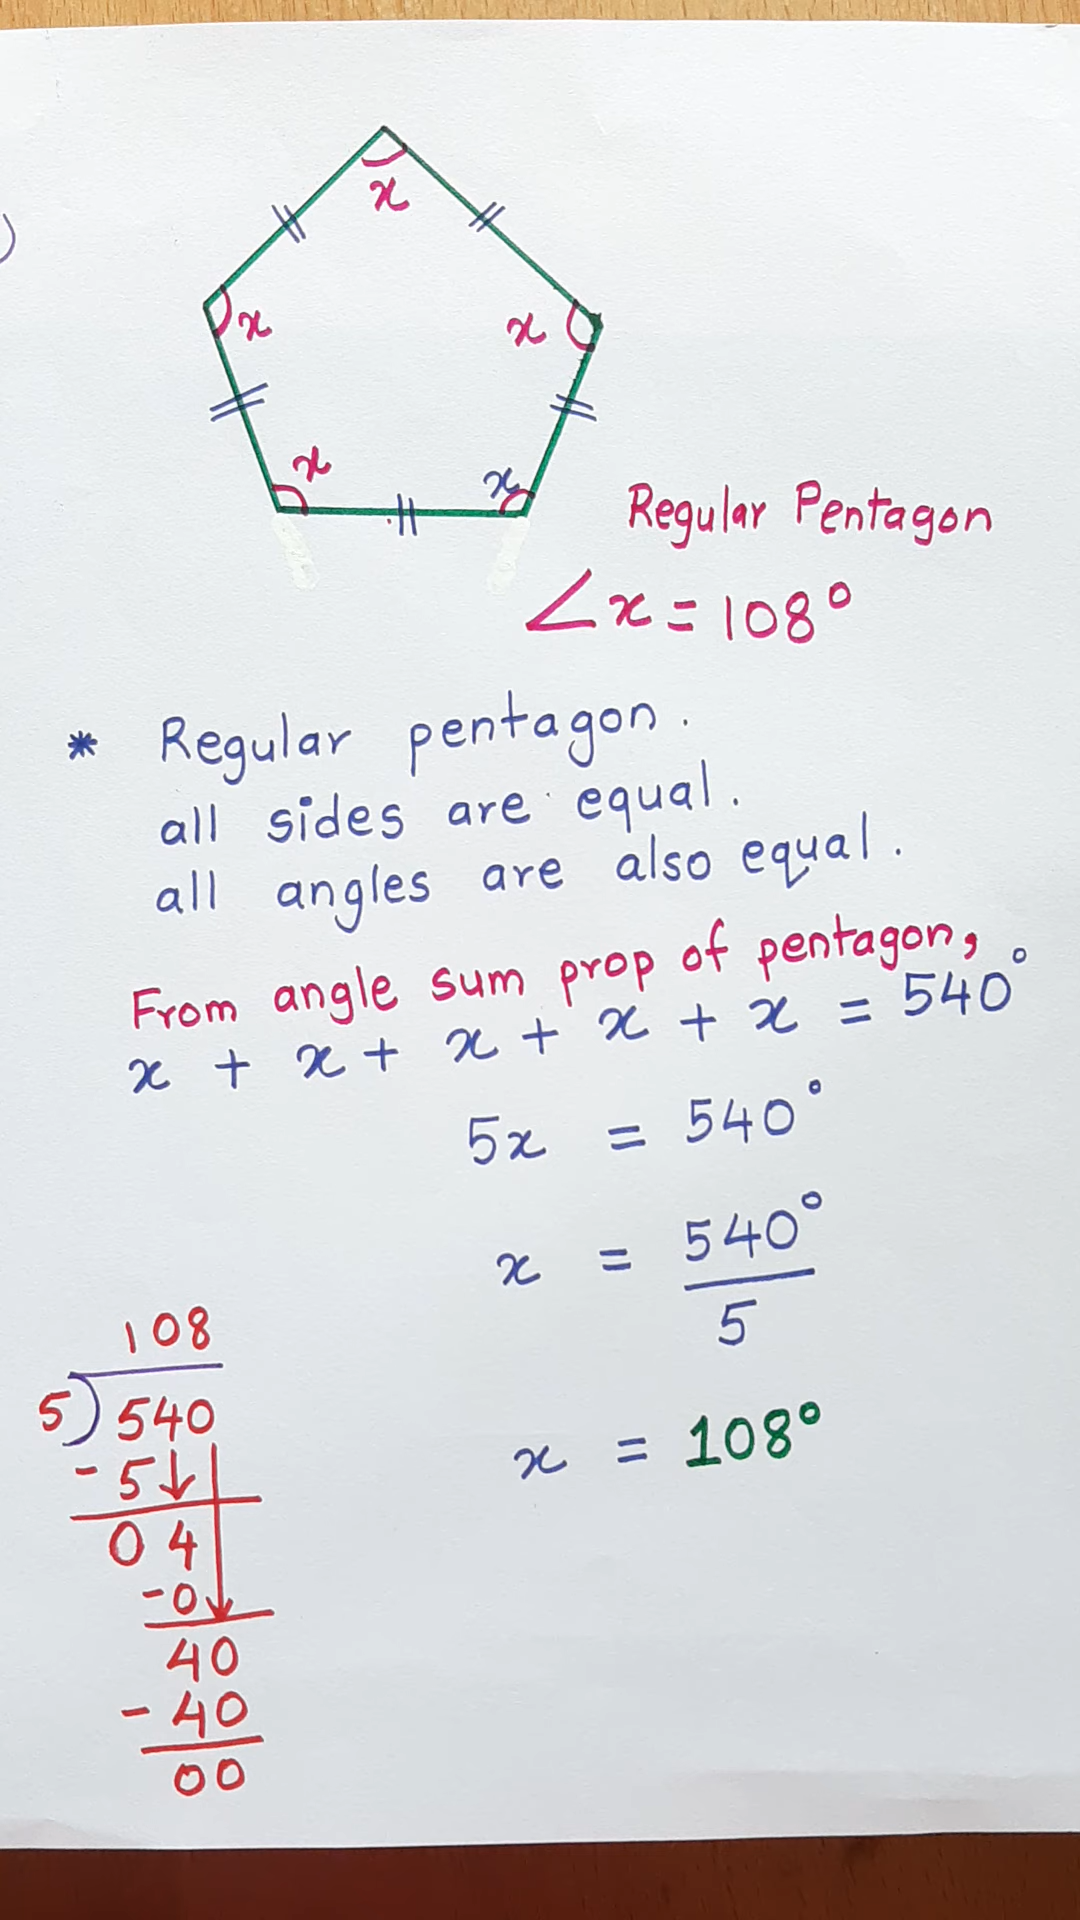 x
x
x
x
x
Regular Pentagon
∠x = 108°
* Regular pentagon.
all sides are equal.
all angles are also equal.
From angle sum prop of pentagon,
x + x + x + x + x = 540°
5x = 540°
x = 540°
5
x = 108°
108
5)540
-5↓
04
-0↓
40
-40
00